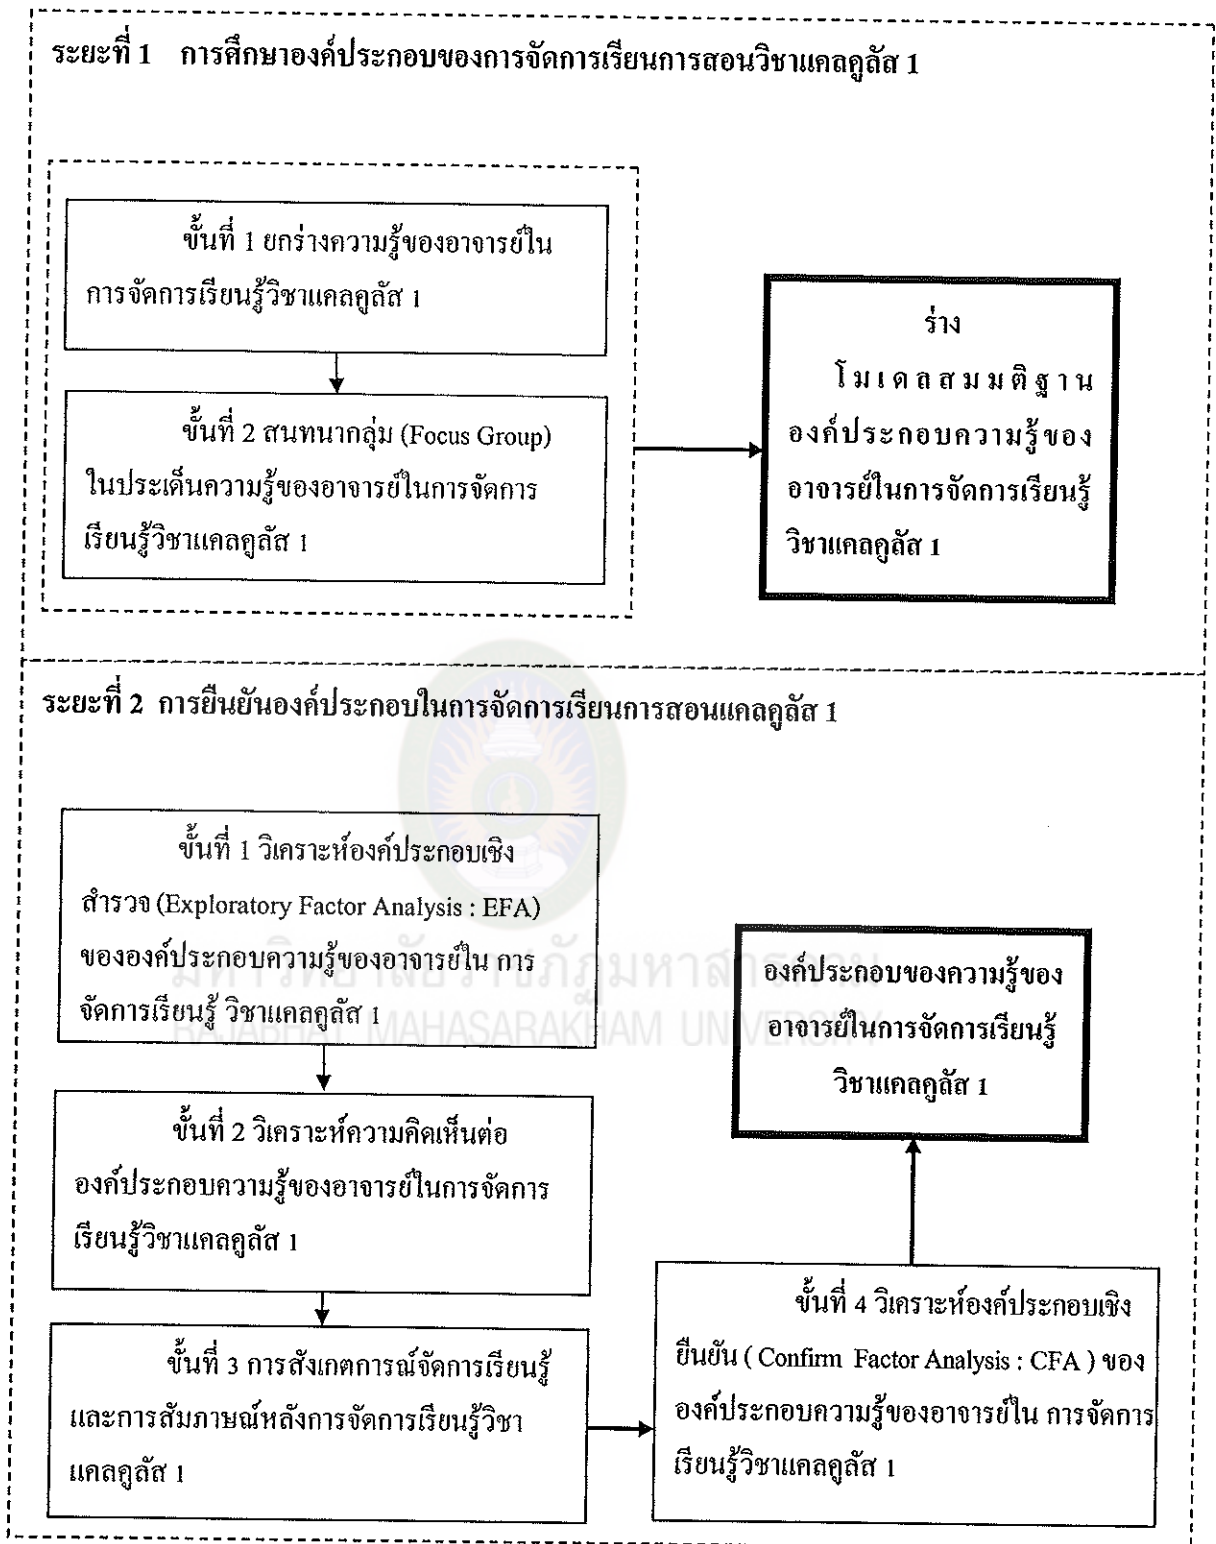 ระยะที่ 1 การศึกษาองค์ประกอบของการจัดการเรียนการสอนวิชาแคลคูลัส 1
ขั้นที่ 1 ยกร่างความรู้ของอาจารย์ใน
การจัดการเรียนรู้วิชาแคลคูลัส 1
ขั้นที่ 2 สนทนากลุ่ม (Focus Group)
ในประเด็นความรู้ของอาจารย์ในการจัดการ
เรียนรู้วิชาแคลคูลัส 1
ร่าง
โมเดลสมมติฐาน
องค์ประกอบความรู้ของ
อาจารย์ในการจัดการเรียนรู้
วิชาแคลคูลัส 1
ระยะที่ 2 การยืนยันองค์ประกอบในการจัดการเรียนการสอนแคลคูลัส 1
ขั้นที่ 1 วิเคราะห์องค์ประกอบเชิง
สำรวจ (Exploratory Factor Analysis : EFA)
ขององค์ประกอบความรู้ของอาจารย์ใน การ
จัดการเรียนรู้ วิชาแคลคูลัส 1
ขั้นที่ 2 วิเคราะห์ความคิดเห็นต่อ
องค์ประกอบความรู้ของอาจารย์ในการจัดการ
เรียนรู้วิชาแคลคูลัส 1
ขั้นที่ 3 การสังเกตการณ์จัดการเรียนรู้
และการสัมภาษณ์หลังการจัดการเรียนรู้วิชา
แคลคูลัส 1
ขั้นที่ 4 วิเคราะห์องค์ประกอบเชิง
ยืนยัน ( Confirm Factor Analysis : CFA ) ของ
องค์ประกอบความรู้ของอาจารย์ใน การจัดการ
เรียนรู้วิชาแคลคูลัส 1
องค์ประกอบของความรู้ของ
อาจารย์ในการจัดการเรียนรู้
วิชาแคลคูลัส 1
มหาวิทยาลัยราชภัฏมหาสารคาม
RAJABHAT MAHASARAKHAM UNIVERSITY